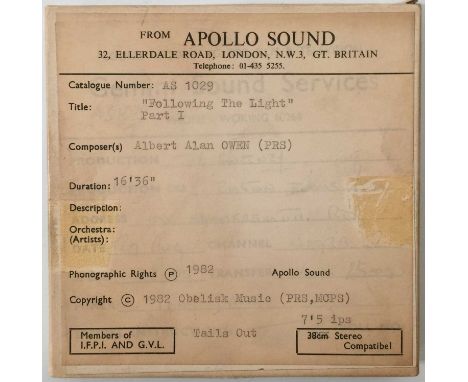 FROM APOLLO SOUND
32, ELLERDALE ROAD, LONDON, N.W.3, GT. BRITAIN
Telephone: 01-435 5255.
Catalogue Number: AS 1029
Title: "Following The Light"
Part I
Composer(s) Albert Alan OWEN (PRS)
Duration: 16'36"
Description:
Orchestra:
(Artists):
Phonographic Rights Ⓟ 1982 Apollo Sound
Copyright © 1982 Obelisk Music (PRS,MCPS)
7'5 ips
Members of
I.F.P.I. AND G.V.L.
Tails Out
38cm Stereo
Compatibel